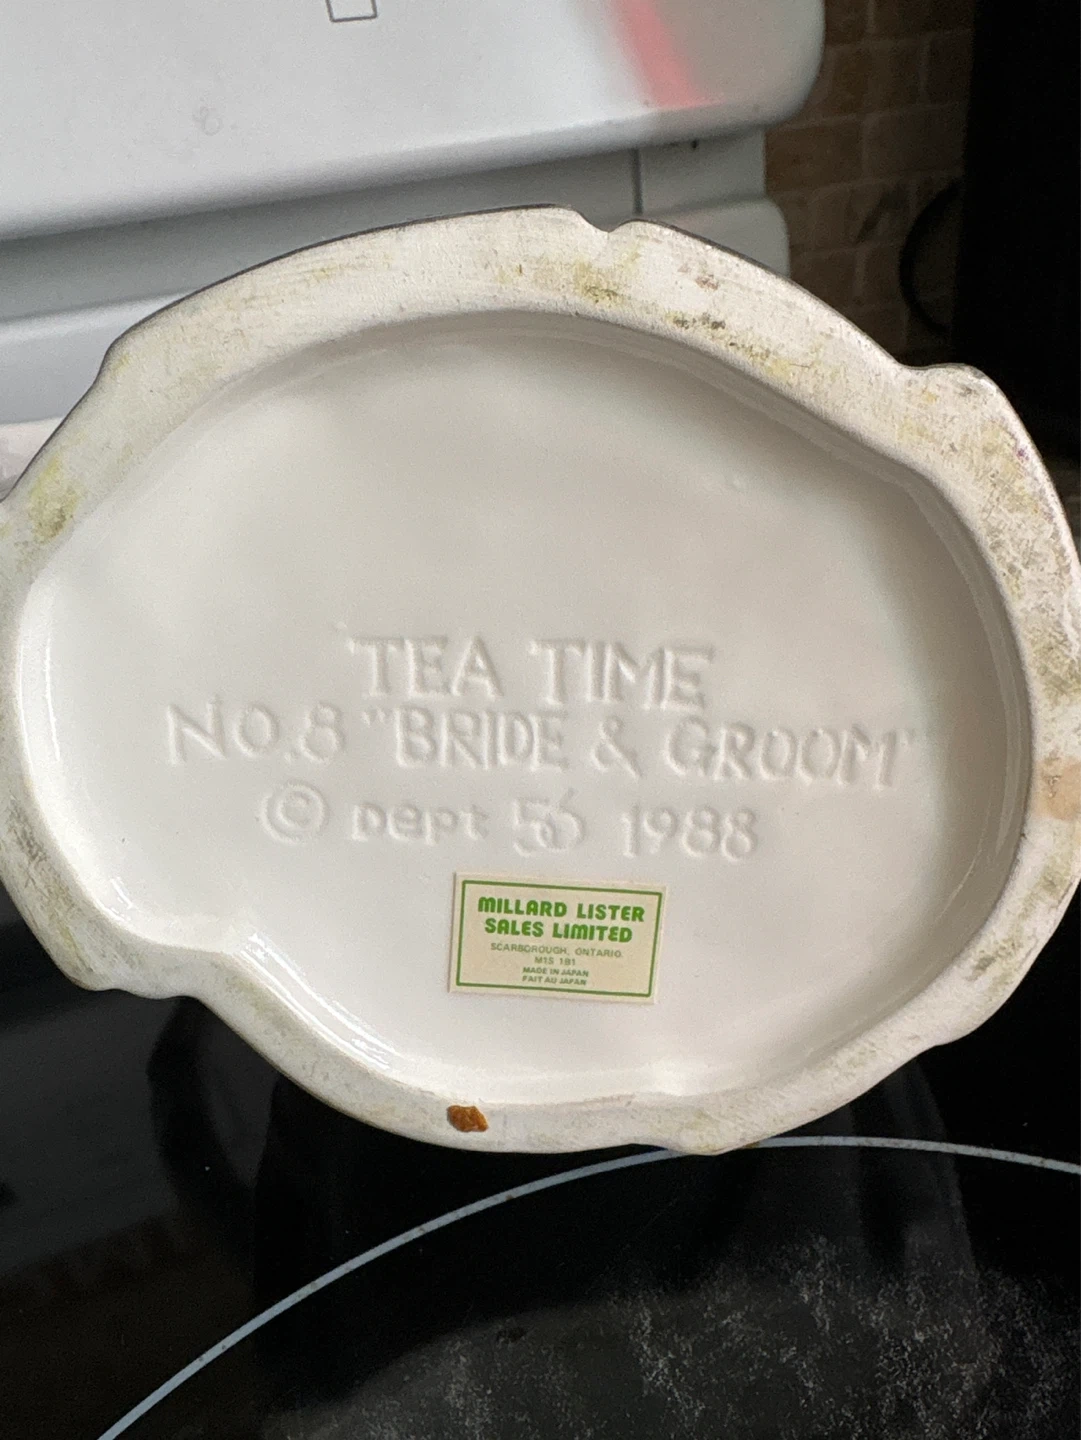 TEA TIME
NO.8 "BRIDE & GROOM"
© Dept 56 1988
MILLARD LISTER
SALES LIMITED
SCARBOROUGH, ONTARIO.
M1S 1B1
MADE IN JAPAN
FAIT AU JAPAN